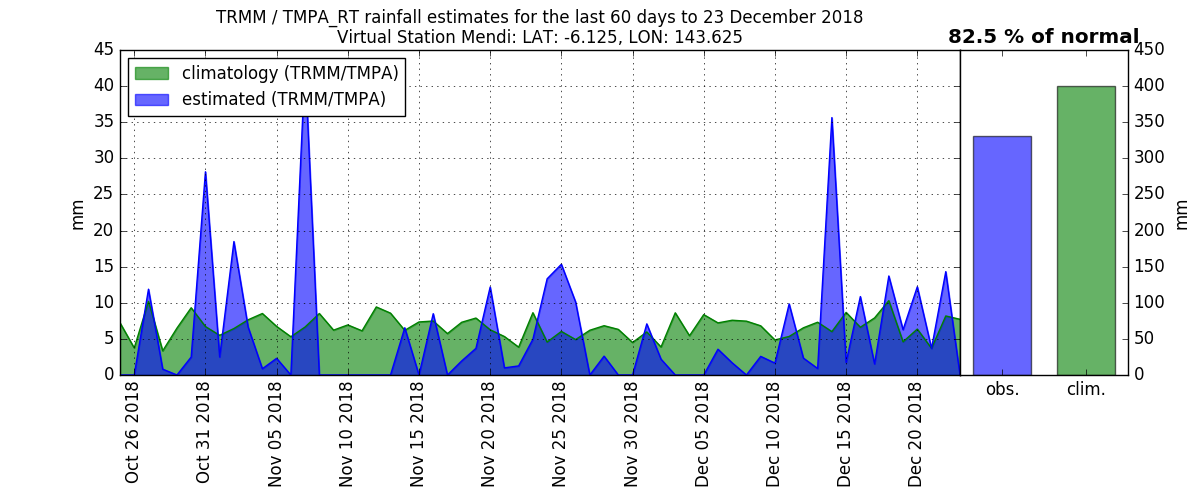 TRMM / TMPA_RT rainfall estimates for the last 60 days to 23 December 2018
Virtual Station Mendi: LAT: -6.125, LON: 143.625
82.5 % of normal
climatology (TRMM/TMPA)
estimated (TRMM/TMPA)
45
40
35
30
25
20
15
10
5
0
mm
Oct 26 2018
Oct 31 2018
Nov 05 2018
Nov 10 2018
Nov 15 2018
Nov 20 2018
Nov 25 2018
Nov 30 2018
Dec 05 2018
Dec 10 2018
Dec 15 2018
Dec 20 2018
450
400
350
300
250
200
150
100
50
0
mm
obs.
clim.